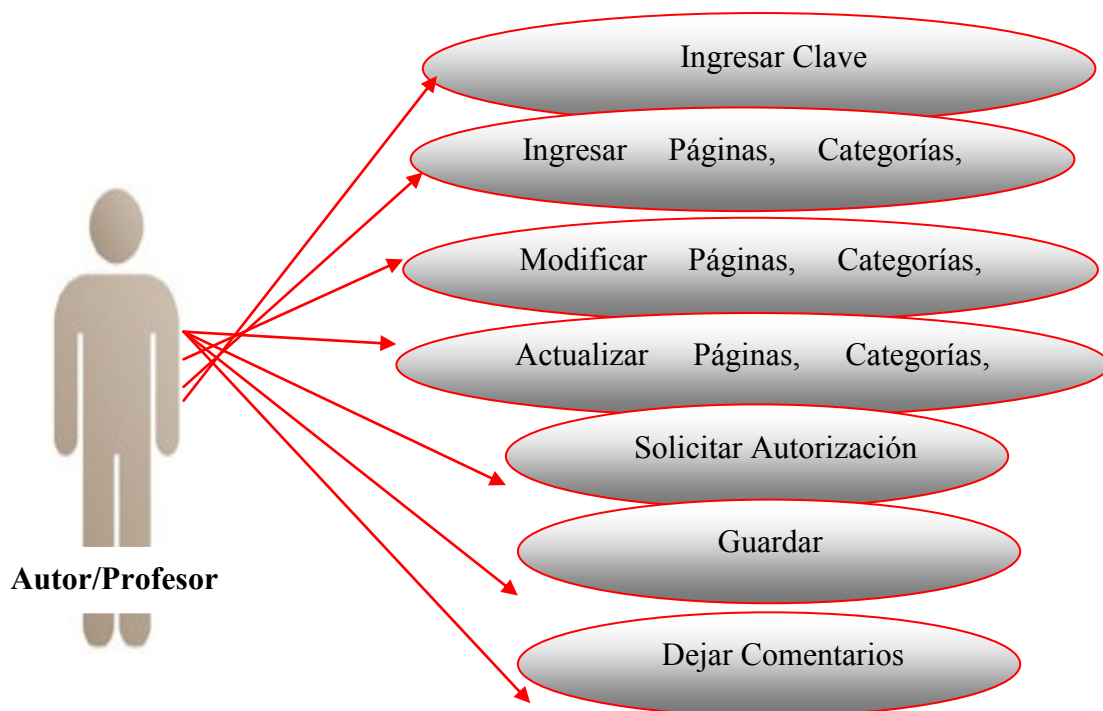 Ingresar Clave
Ingresar Páginas, Categorías,
Modificar Páginas, Categorías,
Actualizar Páginas, Categorías,
Solicitar Autorización
Guardar
Autor/Profesor
Dejar Comentarios